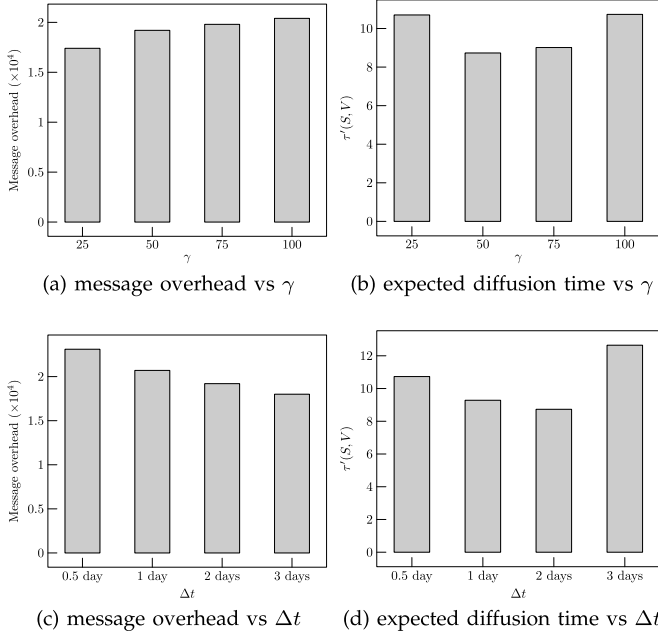 Message overhead (×10⁴)
2
1.5
1
0.5
0
25 50 75 100
γ
(a) message overhead vs γ
τ′(S, V)
10
8
6
4
2
0
25 50 75 100
γ
(b) expected diffusion time vs γ
Message overhead (×10⁴)
2
1.5
1
0.5
0
0.5 day 1 day 2 days 3 days
Δt
(c) message overhead vs Δt
τ′(S, V)
12
10
8
6
4
2
0
0.5 day 1 day 2 days 3 days
Δt
(d) expected diffusion time vs Δt